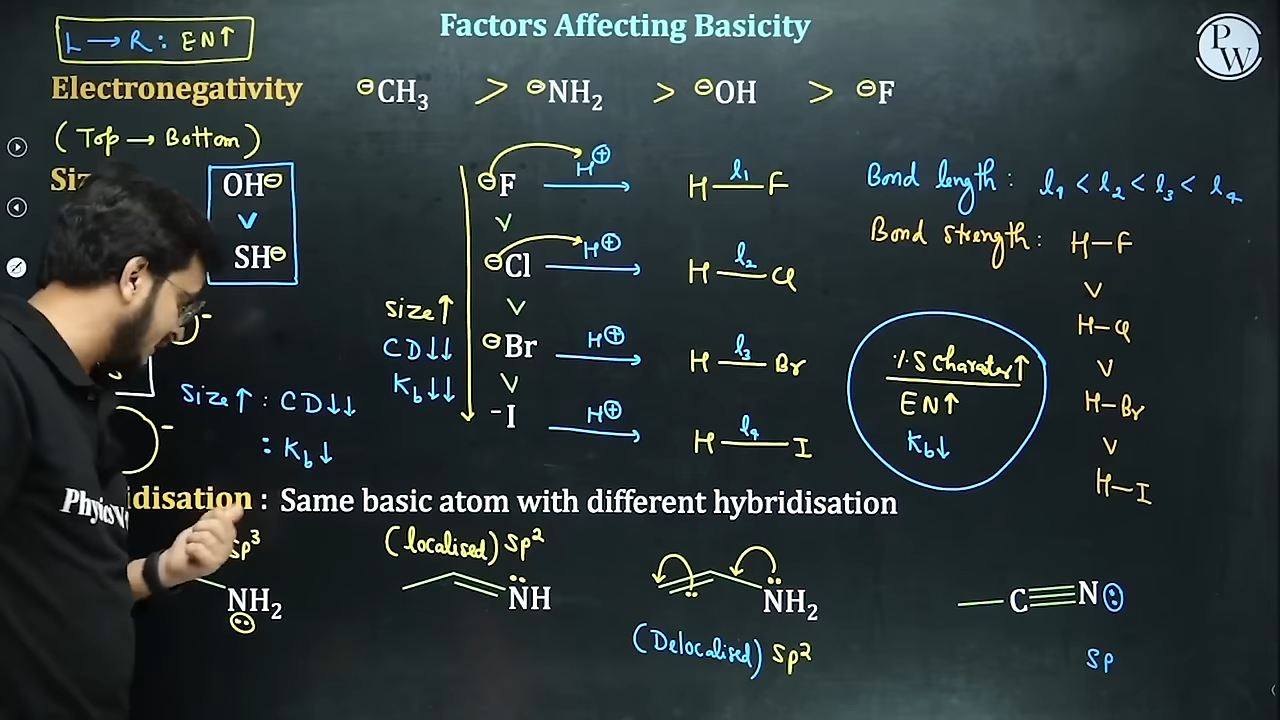 Factors Affecting Basicity
L → R : EN↑
PW
Electronegativity ⊖CH₃ > ⊖NH₂ > ⊖OH > ⊖F
(Top → Bottom)
OH⊖
v
SH⊖
Size↑ : CD↓↓
: Kb↓
Size↑
CD↓↓
Kb↓↓
⊖F H⊕ → H—F l₁
v
⊖Cl H⊕ → H—Cl l₂
v
⊖Br H⊕ → H—Br l₃
v
-I H⊕ → H—I l₄
Bond length : l₁ < l₂ < l₃ < l₄
Bond strength : H—F
v
H—Cl
v
H—Br
v
H—I
%S Charater↑
EN↑
Kb↓
idisation : Same basic atom with different hybridisation
sp³
NH₂
(localised) sp²
NH
NH₂
(Delocalised) sp²
C≡N
sp